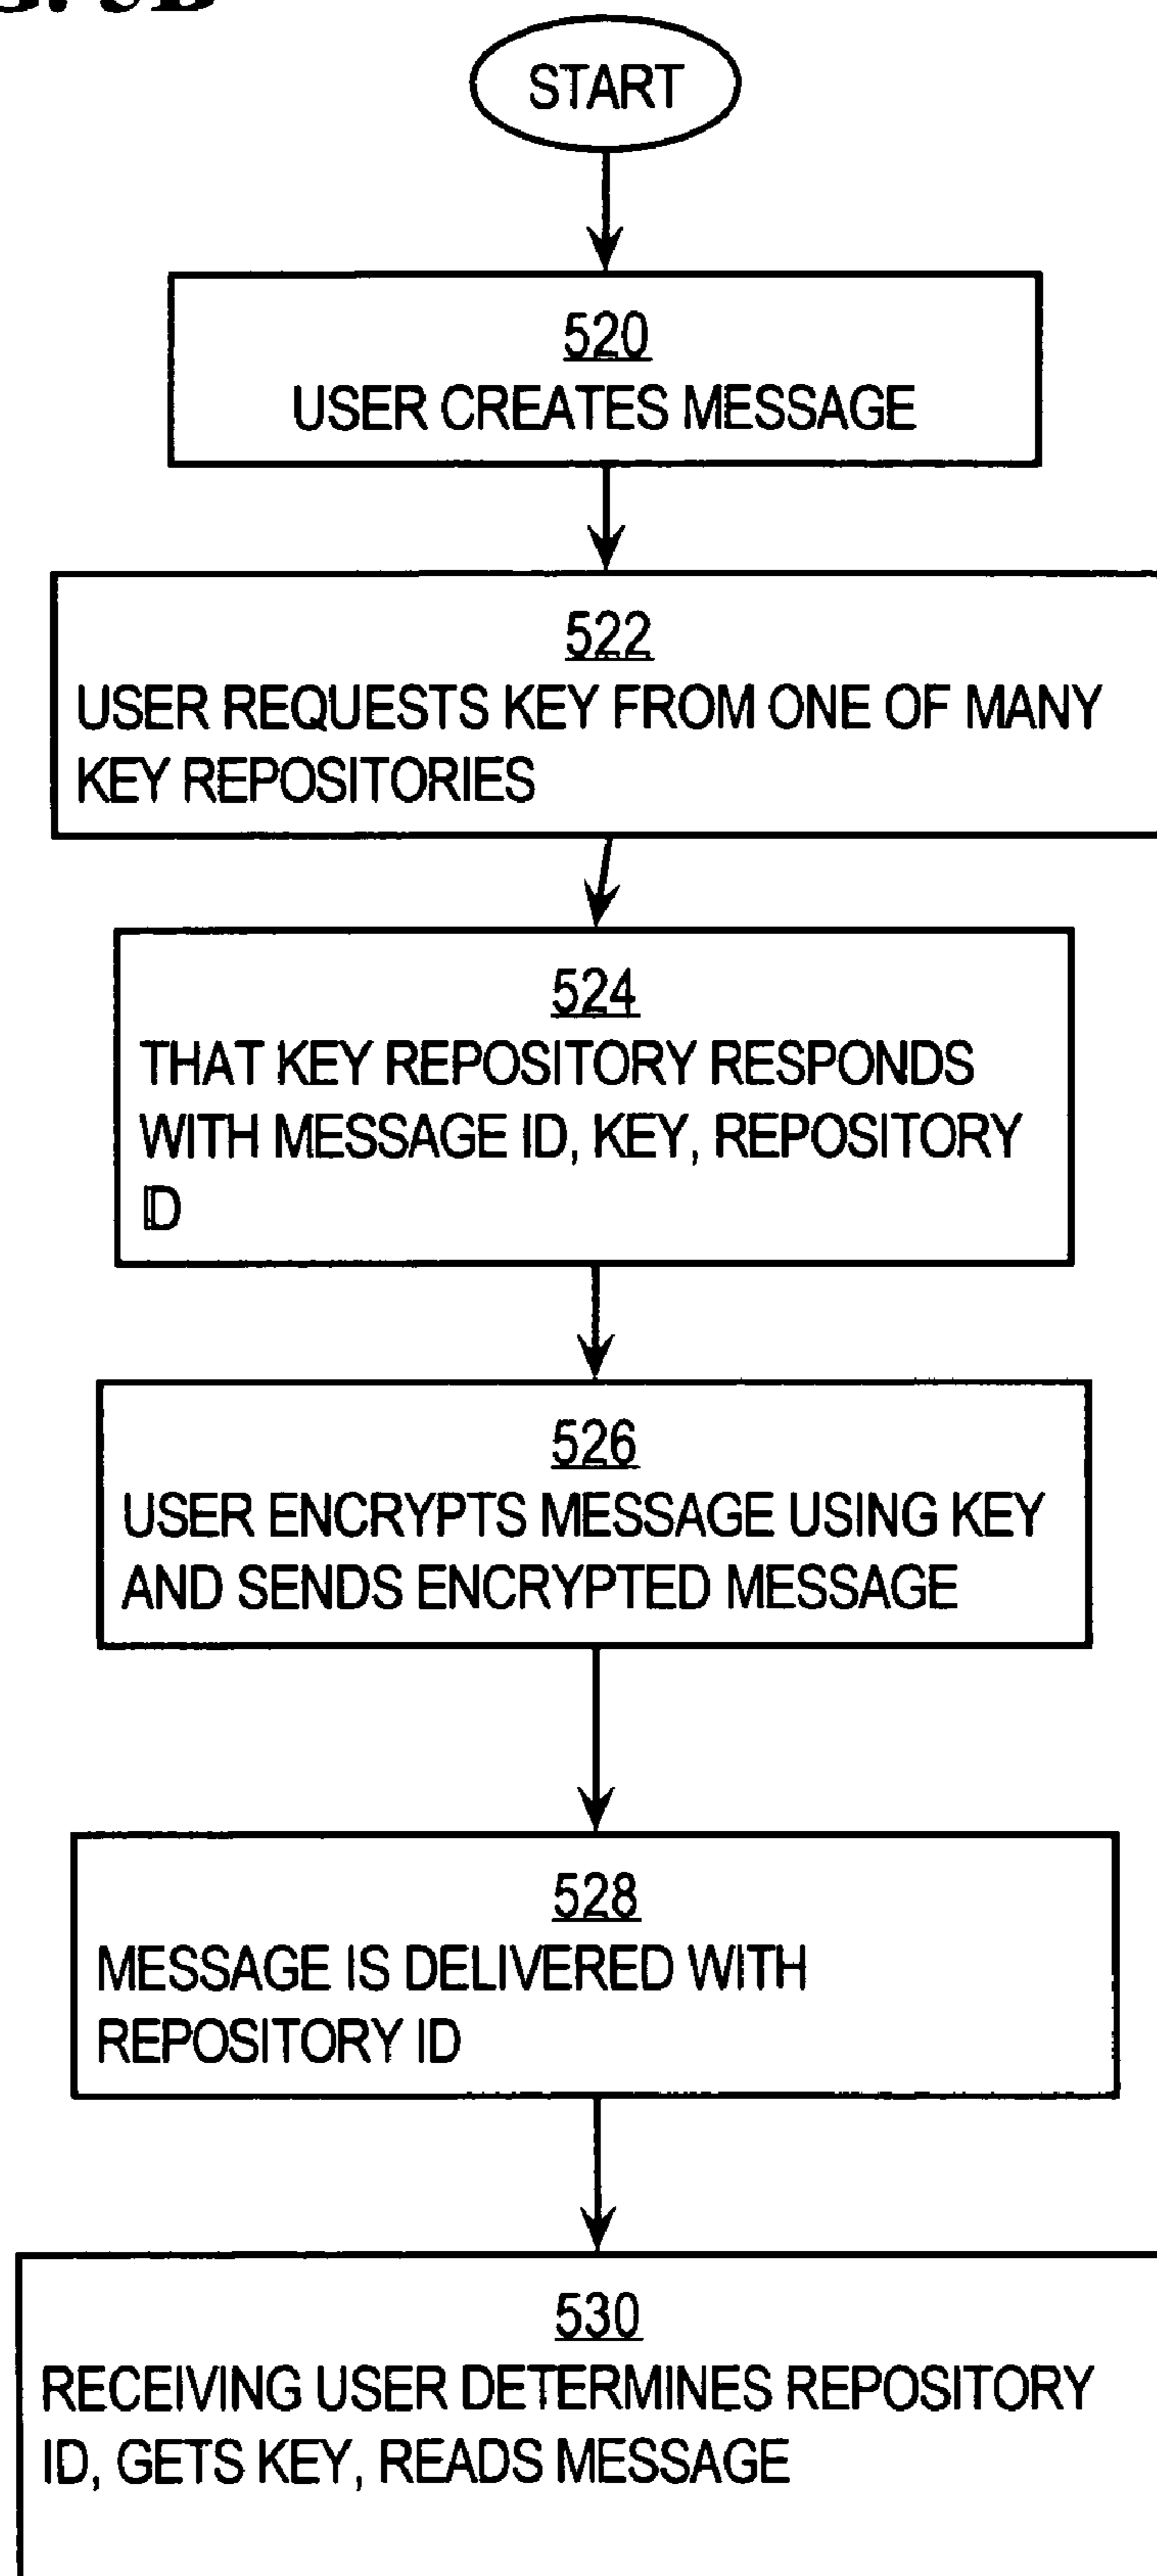 START
520
USER CREATES MESSAGE
522
USER REQUESTS KEY FROM ONE OF MANY
KEY REPOSITORIES
524
THAT KEY REPOSITORY RESPONDS
WITH MESSAGE ID, KEY, REPOSITORY
ID
526
USER ENCRYPTS MESSAGE USING KEY
AND SENDS ENCRYPTED MESSAGE
528
MESSAGE IS DELIVERED WITH
REPOSITORY ID
530
RECEIVING USER DETERMINES REPOSITORY
ID, GETS KEY, READS MESSAGE